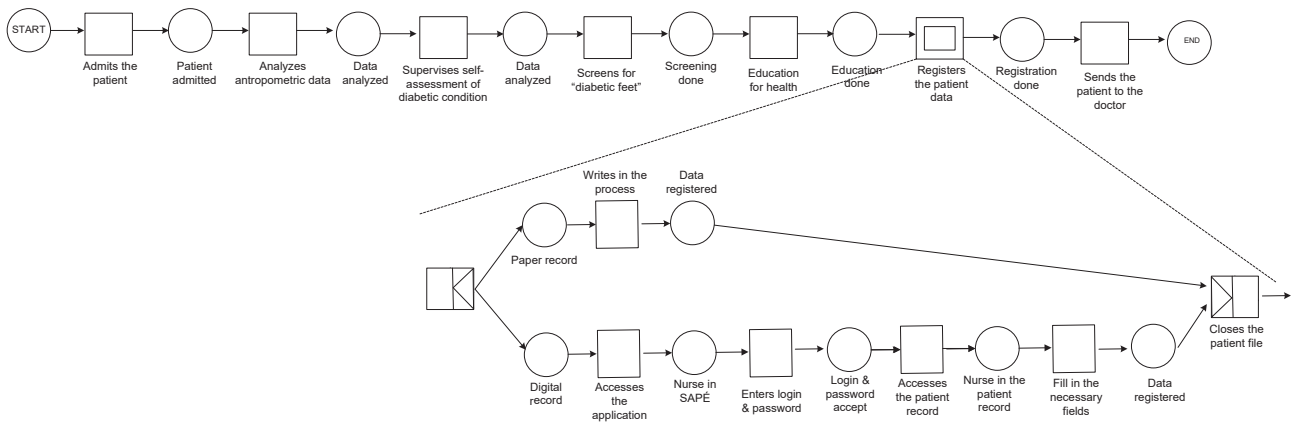 START
Admits the
patient
Patient
admitted
Analyzes
antropometric data
Data
analyzed
Supervises self-
assessment of
diabetic condition
Data
analyzed
Screens for
“diabetic feet”
Screening
done
Education
for health
Education
done
Registers
the patient
data
Registration
done
Sends the
patient to the
doctor
END
Writes in the
process
Data
registered
Paper record
Closes the
patient file
Digital
record
Accesses
the
application
Nurse in
SAPÉ
Enters login
& password
Login &
password
accept
Accesses
the patient
record
Nurse in the
patient
record
Fill in the
necessary
fields
Data
registered